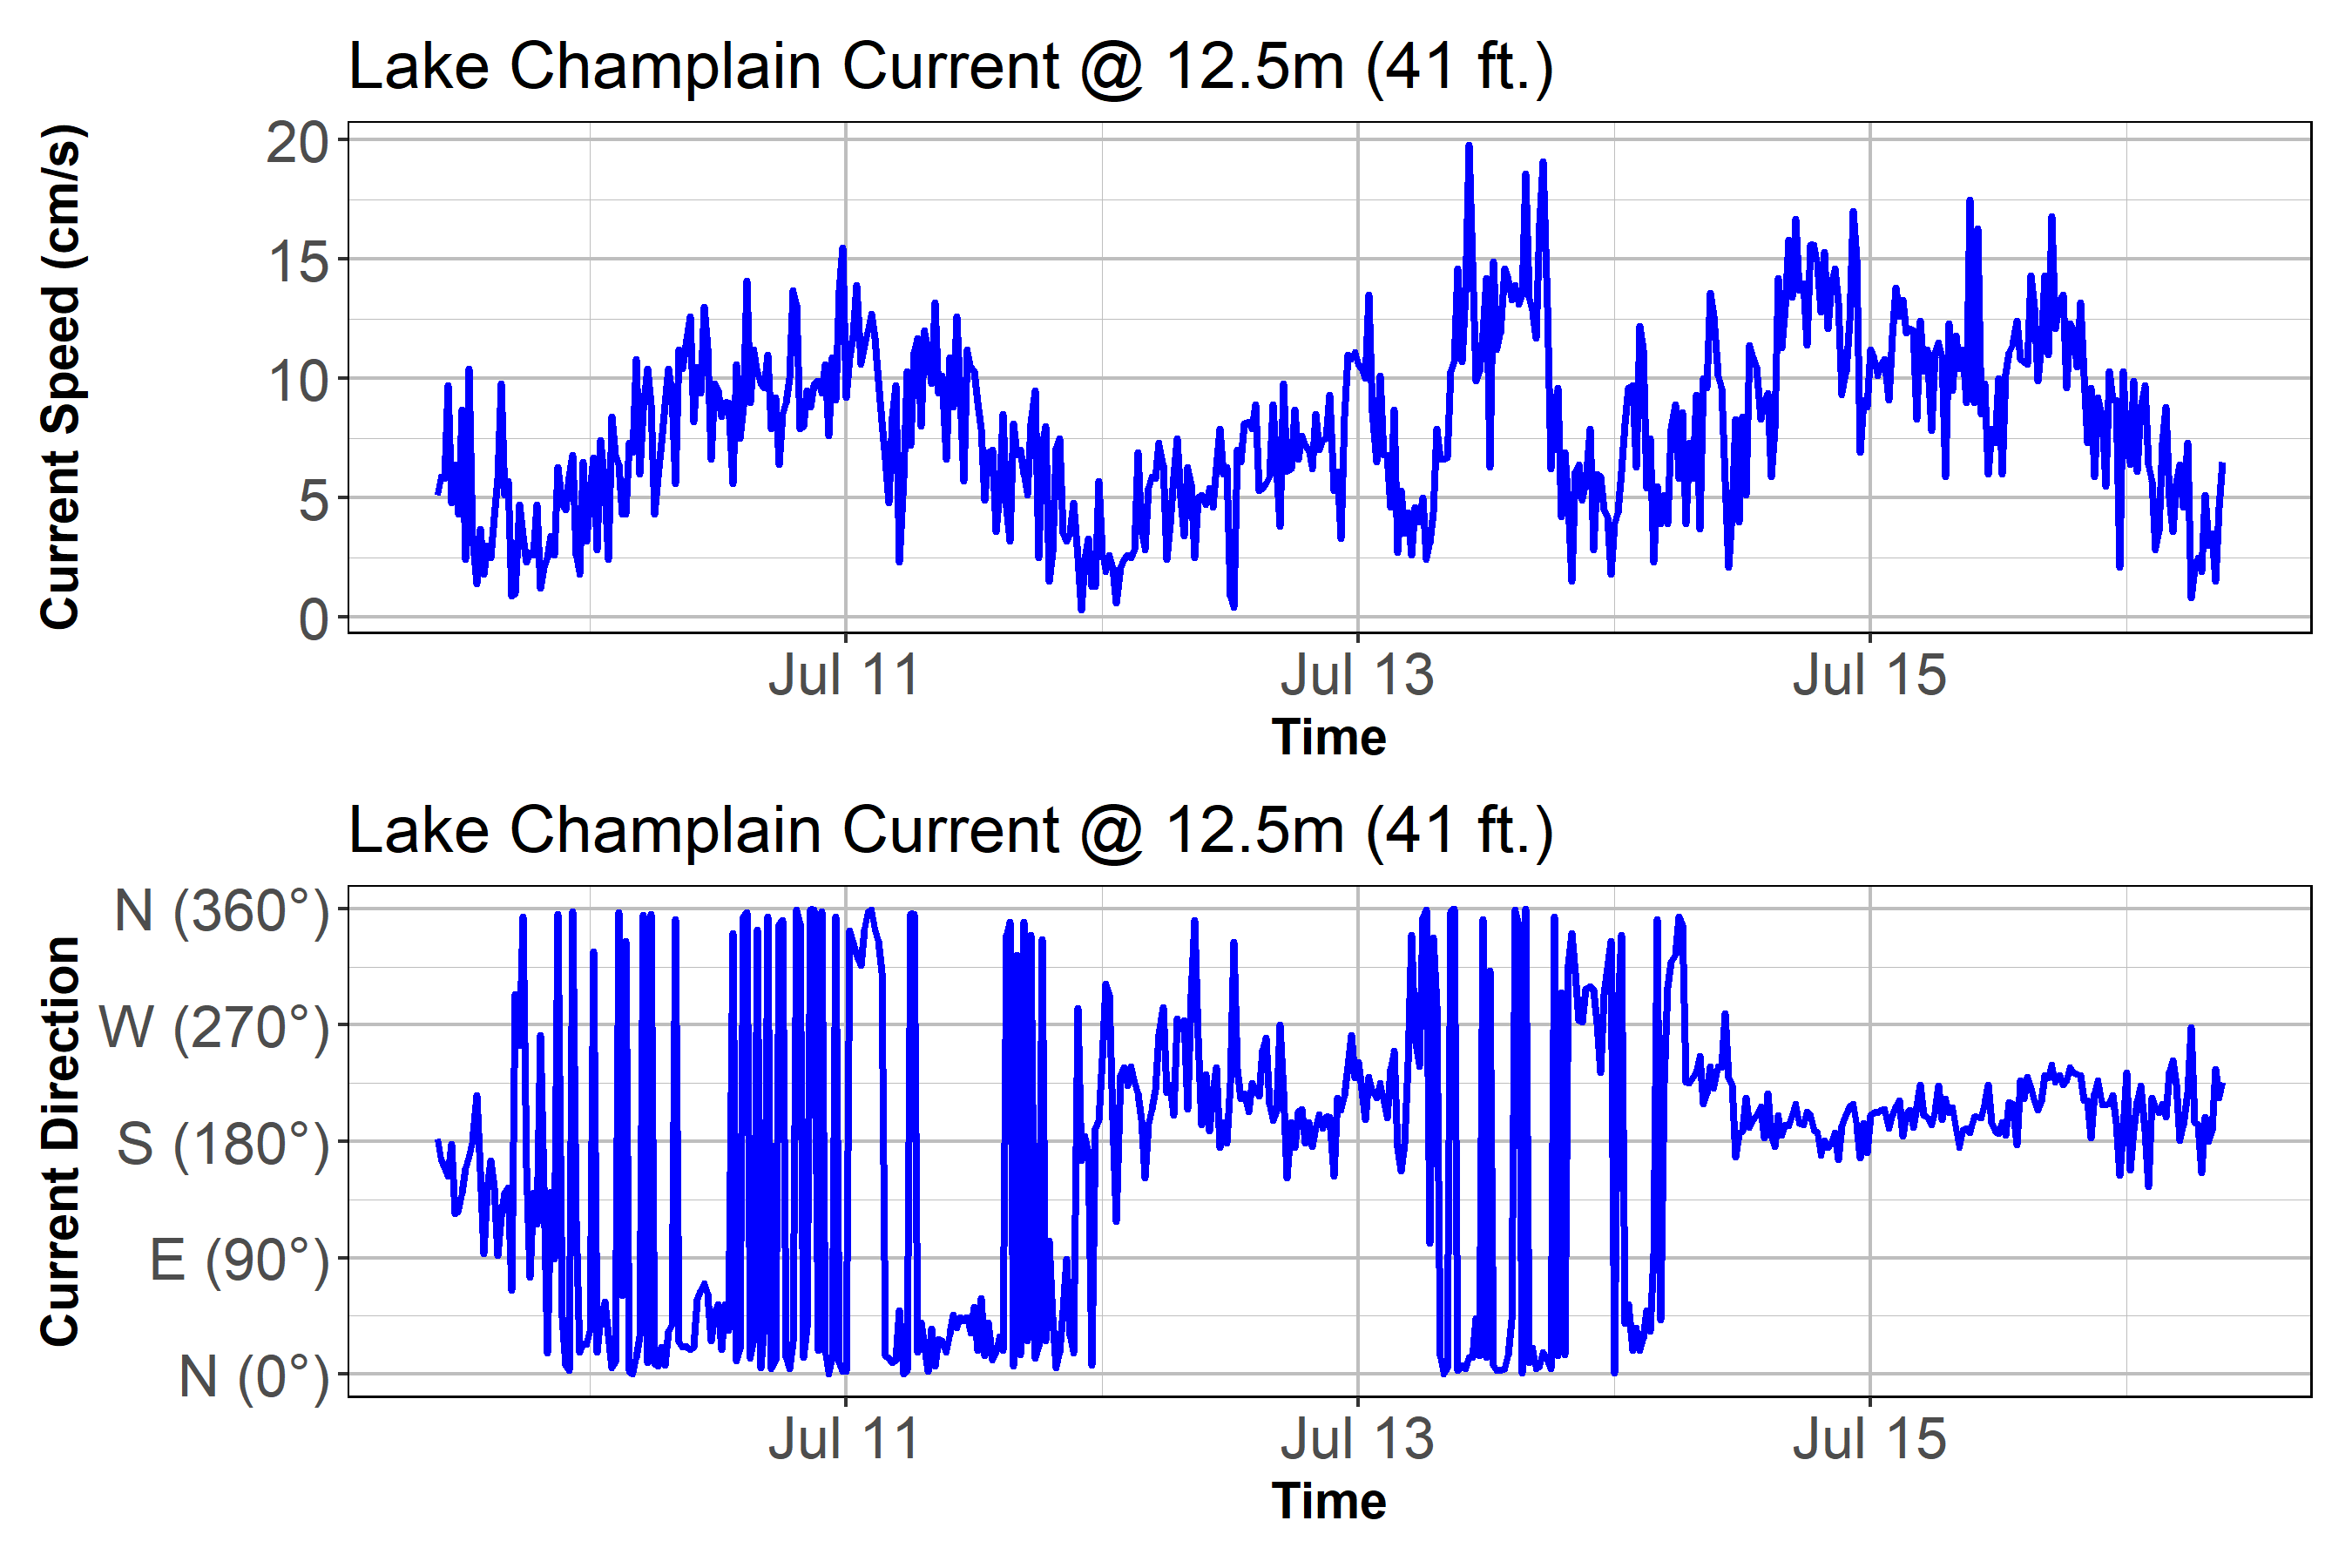 Lake Champlain Current @ 12.5m (41 ft.)
Current Speed (cm/s)
20
15
10
5
0
Jul 11 Jul 13 Jul 15
Time
Lake Champlain Current @ 12.5m (41 ft.)
Current Direction
N (360°)
W (270°)
S (180°)
E (90°)
N (0°)
Jul 11 Jul 13 Jul 15
Time